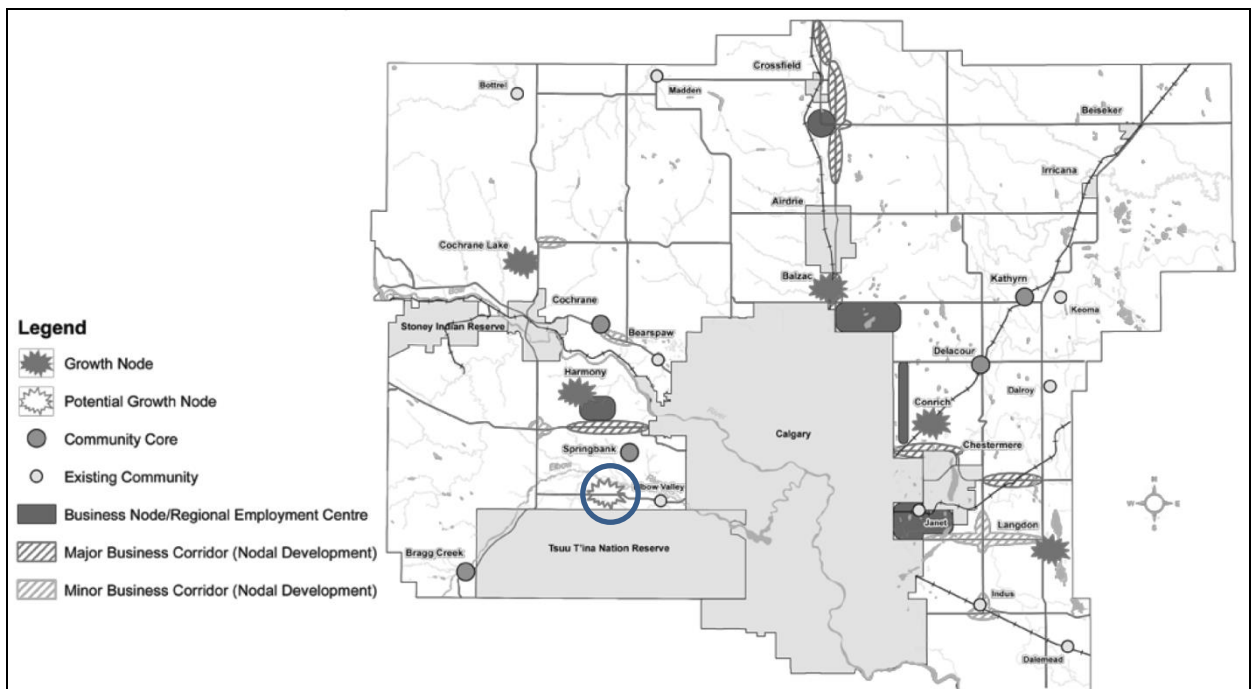 Crossfield
Bottrel
Madden
Beiseker
Irricana
Airdrie
Cochrane Lake
Balzac
Kathyrn
Keoma
Cochrane
Stoney Indian Reserve
Bearspaw
Delacour
Harmony
Dalroy
Conrich
Calgary
Chestermere
Springbank
Elbow
River
Elbow Valley
Janet
Langdon
Tsuu T'ina Nation Reserve
Bragg Creek
Indus
Dalemead
N
W E
S
Legend
Growth Node
Potential Growth Node
Community Core
Existing Community
Business Node/Regional Employment Centre
Major Business Corridor (Nodal Development)
Minor Business Corridor (Nodal Development)